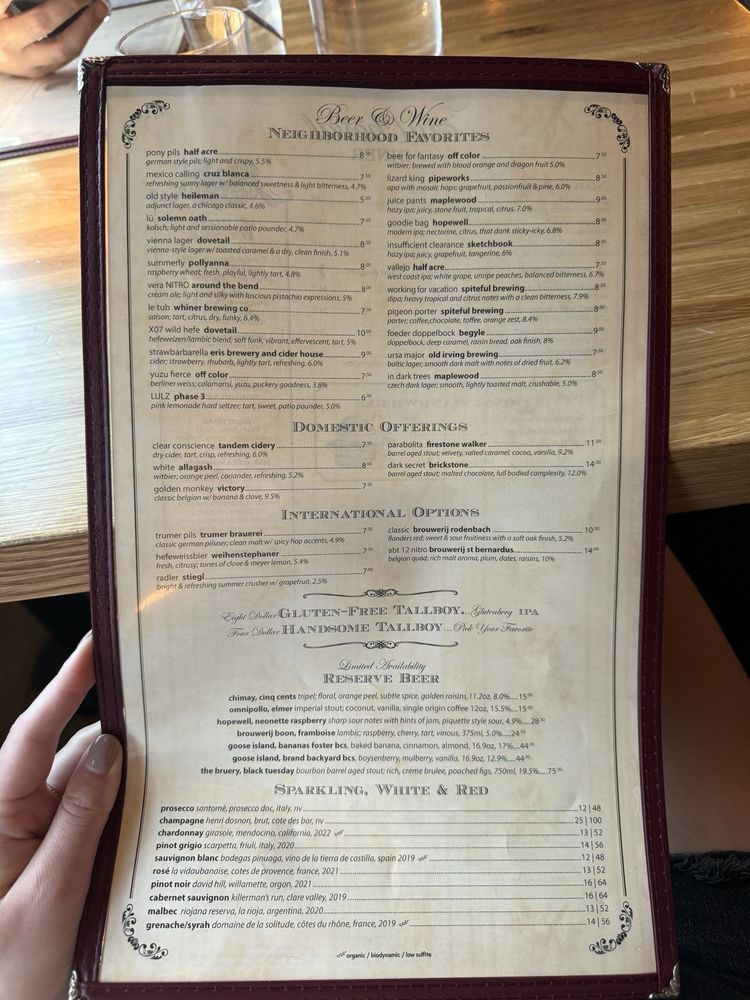 Beer & Wine
NEIGHBORHOOD FAVORITES
pony pils half acre 8 50
german style pils; light and crispy, 5.5%
mexico calling cruz blanca 7 50
refreshing sunny lager w/ balanced sweetness & light bitterness, 4.7%
old style heileman 5 50
adjunct lager, a chicago classic, 4.6%
lü solemn oath 7 50
kolsch; light and sessionable patio pounder, 4.7%
vienna lager dovetail 8 50
vienna-style lager w/ toasted caramel & a dry, clean finish, 5.1%
summerly pollyanna 8 00
raspberry wheat; fresh, playful, lightly tart, 4.8%
vera NITRO around the bend 8 00
cream ale; light and silky with luscious pistachio expressions, 5%
le tub whiner brewing co 7 50
saison; tart, citrus, dry, funky, 6.4%
X07 wild hefe dovetail 10 00
hefeweizen/lambic blend; soft funk, vibrant, effervescent, tart, 5%
strawbarbarella eris brewery and cider house 9 00
cider; strawberry, rhubarb, lightly tart, refreshing, 6.0%
yuzu fierce off color 7 50
berliner weiss; calamansi, yuzu, puckery goodness, 3.8%
LULZ phase 3 6 00
pink lemonade hard seltzer; tart, sweet, patio pounder, 5.0%
beer for fantasy off color 7 50
witbier; brewed with blood orange and dragon fruit 5.0%
lizard king pipeworks 8 00
apa with mosaic hops; grapefruit, passionfruit & pine, 6.0%
juice pants maplewood 9 00
hazy ipa; juicy, stone fruit, tropical, citrus, 7.0%
goodie bag hopewell 8 00
modern ipa; nectarine, citrus, that dank sticky-icky, 6.8%
insufficient clearance sketchbook 8 00
hazy ipa; juicy, grapefruit, tangerine, 6%
vallejo half acre 7 50
west coast ipa; white grape, unripe peaches, balanced bitterness, 6.7%
working for vacation spiteful brewing 8 50
dipa; heavy tropical and citrus notes with a clean bitterness, 7.9%
pigeon porter spiteful brewing 8 00
porter; coffee,chocolate, toffee, orange zest, 8.4%
foeder doppelbock begyle 9 00
doppelbock; deep caramel, raisin bread, oak finish, 8%
ursa major old irving brewing 7 50
baltic lager; smooth dark malt with notes of dried fruit, 6.2%
in dark trees maplewood 8 00
czech dark lager; smooth, lightly toasted malt, crushable, 5.0%
DOMESTIC OFFERINGS
clear conscience tandem cidery 7 50
dry cider, tart, crisp, refreshing, 6.0%
white allagash 8 00
witbier; orange peel, coriander, refreshing, 5.2%
golden monkey victory 7 50
classic belgian w/ banana & clove, 9.5%
parabolita firestone walker 11 00
barrel aged stout; velvety, salted caramel, cocoa, vanilla, 9.2%
dark secret brickstone 14 00
barrel aged stout; malted chocolate, full bodied complexity, 12.0%
INTERNATIONAL OPTIONS
trumer pils trumer brauerei 7 50
classic german pilsner; clean malt w/ spicy hop accents, 4.9%
hefeweissbier weihenstephaner 7 50
fresh, citrusy; tones of clove & meyer lemon, 5.4%
radler stiegl 7 00
bright & refreshing summer crusher w/ grapefruit, 2.5%
classic brouwerij rodenbach 10 00
flanders red; sweet & sour fruitiness with a soft oak finish, 5.2%
abt 12 nitro brouwerij st bernardus 14 00
belgian quad; rich malt aroma, plum, dates, raisins, 10%
Eight Dollar GLUTEN-FREE TALLBOY...Glutenberg IPA
Four Dollar HANDSOME TALLBOY...Pick Your Favorite
Limited Availability
RESERVE BEER
chimay, cinq cents tripel; floral, orange peel, subtle spice, golden raisins,11.2oz, 8.0%....15 00
omnipollo, elmer imperial stout; coconut, vanilla, single origin coffee 12oz, 15.5%....15 00
hopewell, neonette raspberry sharp sour notes with hints of jam, piquette style sour, 4.9%....28 50
brouwerij boon, framboise lambic; raspberry, cherry, tart, vinous, 375ml, 5.0%....24 50
goose island, bananas foster bcs, baked banana, cinnamon, almond, 16.9oz, 17%...44 00
goose island, brand backyard bcs, boysenberry, mulberry, vanilla, 16.9oz, 12.9%....44 00
the bruery, black tuesday bourbon barrel aged stout; rich, creme brulee, poached figs, 750ml, 19.5%....75 00
SPARKLING, WHITE & RED
prosecco santomè, prosecco doc, italy, nv 12 | 48
champagne henri dosnon, brut, cote des bar, nv 25 | 100
chardonnay girasole, mendocino, california, 2022 13 | 52
pinot grigio scarpetta, friuli, italy, 2020 14 | 56
sauvignon blanc bodegas pinuaga, vino de la tierra de castilla, spain 2019 12 | 48
rosé la vidaubanaise, cotes de provence, france, 2021 13 | 52
pinot noir david hill, willamette, orgon, 2021 16 | 64
cabernet sauvignon killerman's run, clare valley, 2019 16 | 64
malbec riojana reserva, la rioja, argentina, 2020 13 | 52
grenache/syrah domaine de la solitude, côtes du rhône, france, 2019 14 | 56
organic / biodynamic / low sulfite